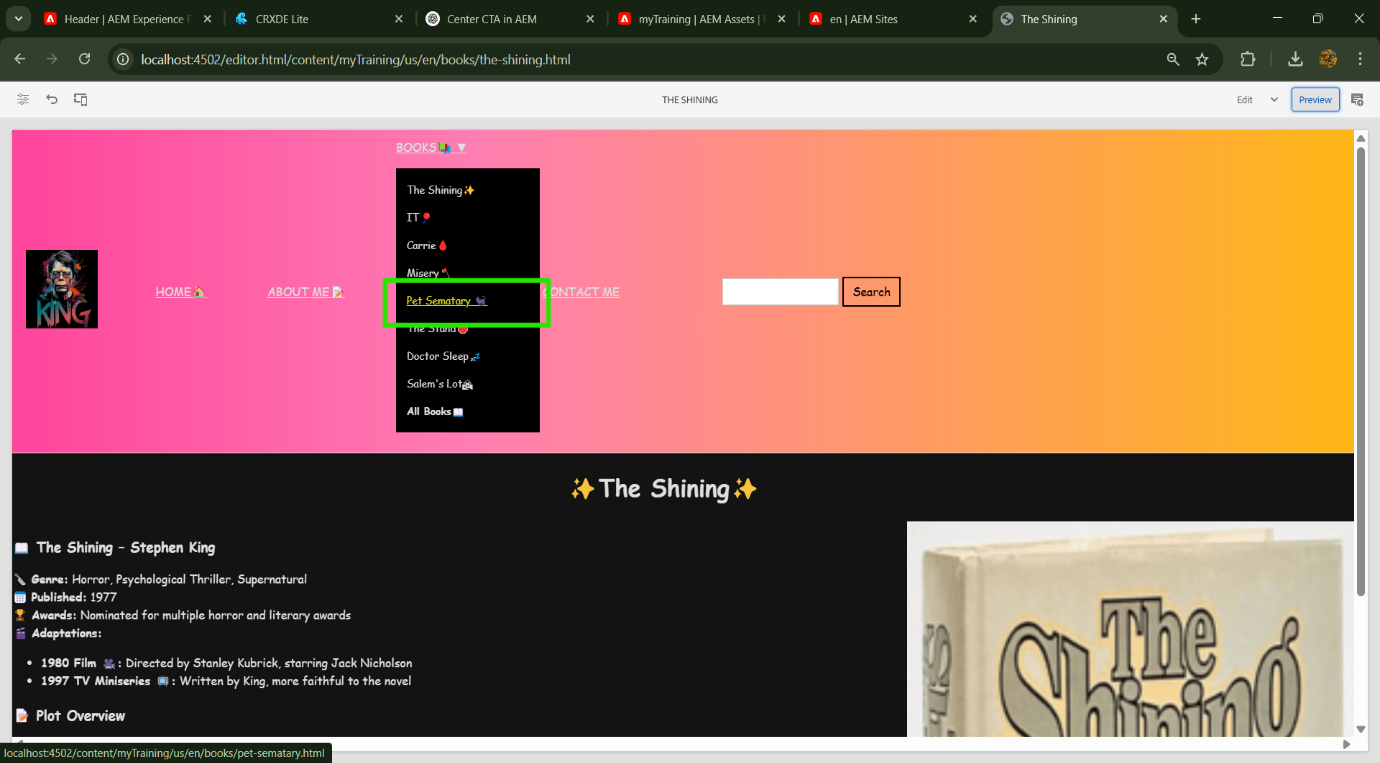 Header | AEM Experience F
CRXDE Lite
Center CTA in AEM
myTraining | AEM Assets |
en | AEM Sites
The Shining
localhost:4502/editor.html/content/myTraining/us/en/books/the-shining.html
THE SHINING
Edit
Preview
BOOKS📚 ▼
The Shining✨
IT🎈
Carrie🩸
Misery🪓
Pet Sematary 🐈‍⬛
The Stand🔴
Doctor Sleep💤
Salem's Lot
All Books📖
KING
HOME🏠
ABOUT ME📝
CONTACT ME
Search
✨The Shining✨
📖 The Shining – Stephen King
🔪 Genre: Horror, Psychological Thriller, Supernatural
📅 Published: 1977
🏆 Awards: Nominated for multiple horror and literary awards
🎬 Adaptations:
• 1980 Film 🎥: Directed by Stanley Kubrick, starring Jack Nicholson
• 1997 TV Miniseries 📺: Written by King, more faithful to the novel
📝 Plot Overview
The
Shining
localhost:4502/content/myTraining/us/en/books/pet-sematary.html